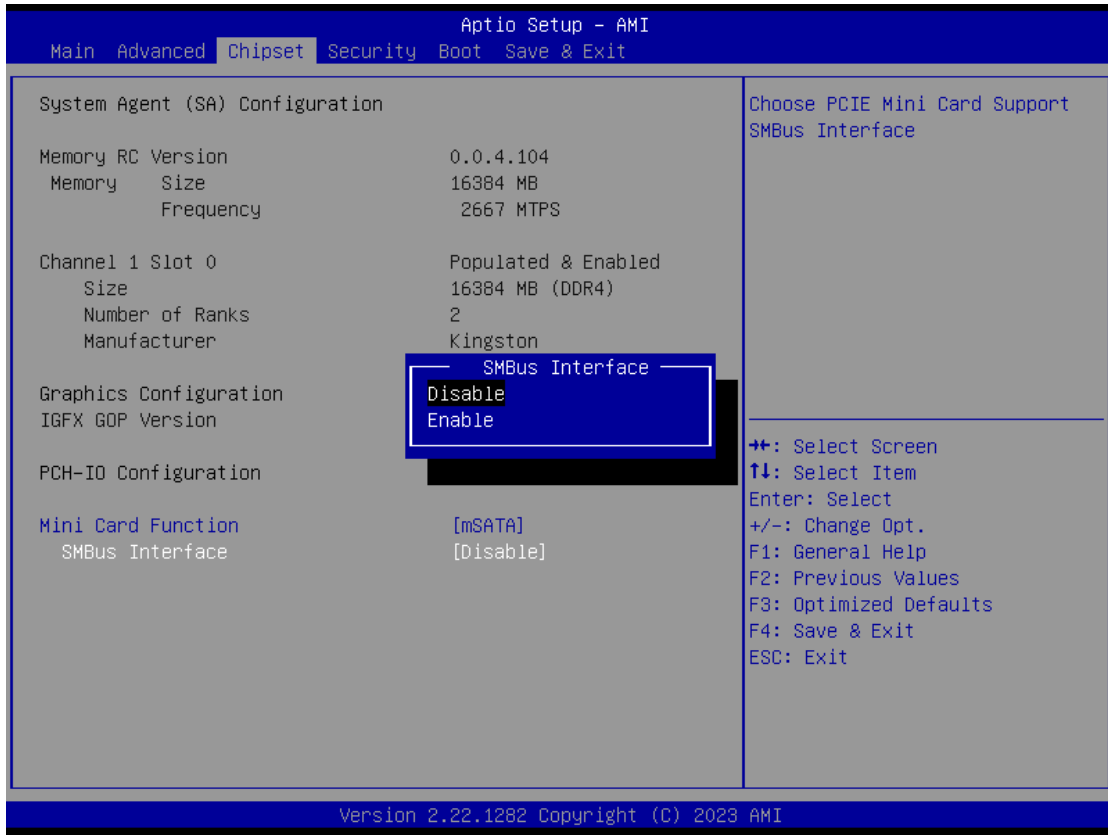 Aptio Setup – AMI
Main Advanced Chipset Security Boot Save & Exit
System Agent (SA) Configuration
Memory RC Version 0.0.4.104
Memory Size 16384 MB
Frequency 2667 MTPS
Channel 1 Slot 0 Populated & Enabled
Size 16384 MB (DDR4)
Number of Ranks 2
Manufacturer Kingston
Graphics Configuration
IGFX GOP Version
PCH-IO Configuration
Mini Card Function [mSATA]
SMBus Interface [Disable]
SMBus Interface
Disable
Enable
Choose PCIE Mini Card Support
SMBus Interface
→←: Select Screen
↑↓: Select Item
Enter: Select
+/-: Change Opt.
F1: General Help
F2: Previous Values
F3: Optimized Defaults
F4: Save & Exit
ESC: Exit
Version 2.22.1282 Copyright (C) 2023 AMI